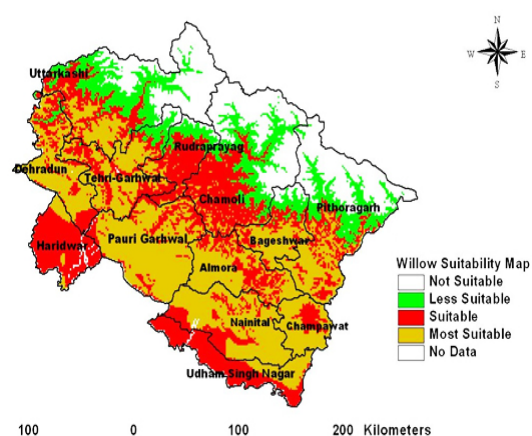 N
W E
S
Uttarkashi
Rudraprayag
Dehradun
Tehri-Garhwal
Chamoli
Pithoragarh
Haridwar
Pauri Garhwal
Bageshwar
Almora
Nainital
Champawat
Udham Singh Nagar
Willow Suitability Map
Not Suitable
Less Suitable
Suitable
Most Suitable
No Data
100 0 100 200 Kilometers